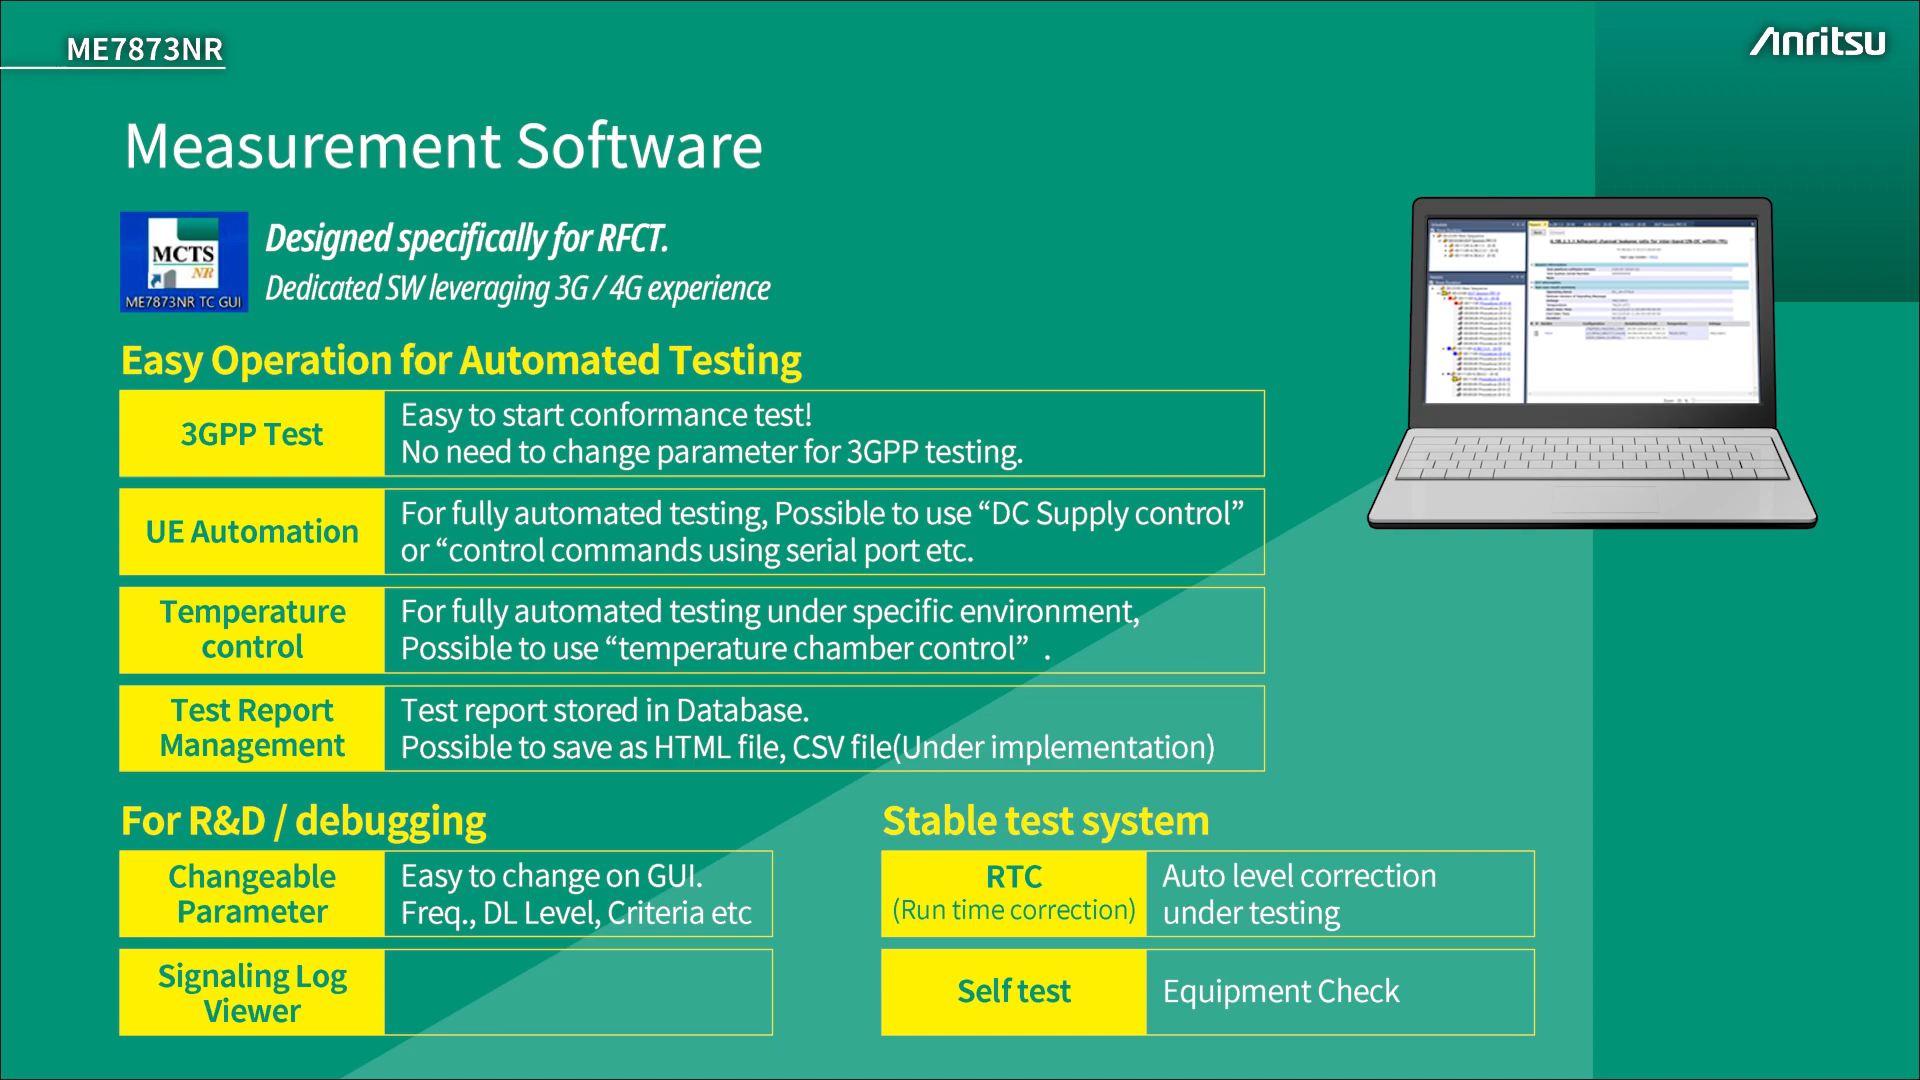 ME7873NR
Anritsu
Measurement Software
MCTS
NR
ME7873NR TC GUI
Designed specifically for RFCT.
Dedicated SW leveraging 3G / 4G experience
Easy Operation for Automated Testing
3GPP Test
Easy to start conformance test!
No need to change parameter for 3GPP testing.
UE Automation
For fully automated testing, Possible to use “DC Supply control”
or “control commands using serial port etc.
Temperature
control
For fully automated testing under specific environment,
Possible to use “temperature chamber control” .
Test Report
Management
Test report stored in Database.
Possible to save as HTML file, CSV file(Under implementation)
For R&D / debugging
Changeable
Parameter
Easy to change on GUI.
Freq., DL Level, Criteria etc
Signaling Log
Viewer
Stable test system
RTC
(Run time correction)
Auto level correction
under testing
Self test
Equipment Check